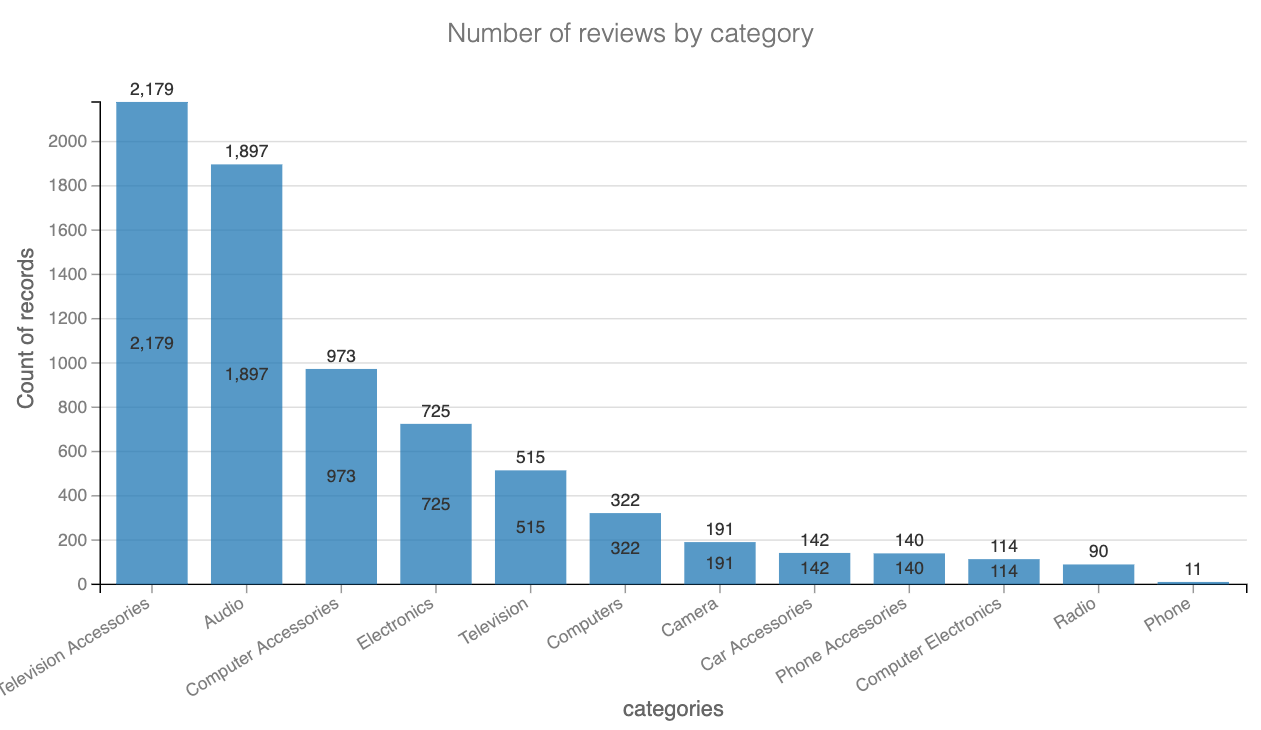 Number of reviews by category
2,179
1,897
973
725
515
322
191
142
140
114
90
11
2,179
1,897
973
725
515
322
191
142
140
114
2000
1800
1600
1400
1200
1000
800
600
400
200
0
Count of records
Television Accessories
Audio
Computer Accessories
Electronics
Television
Computers
Camera
Car Accessories
Phone Accessories
Computer Electronics
Radio
Phone
categories